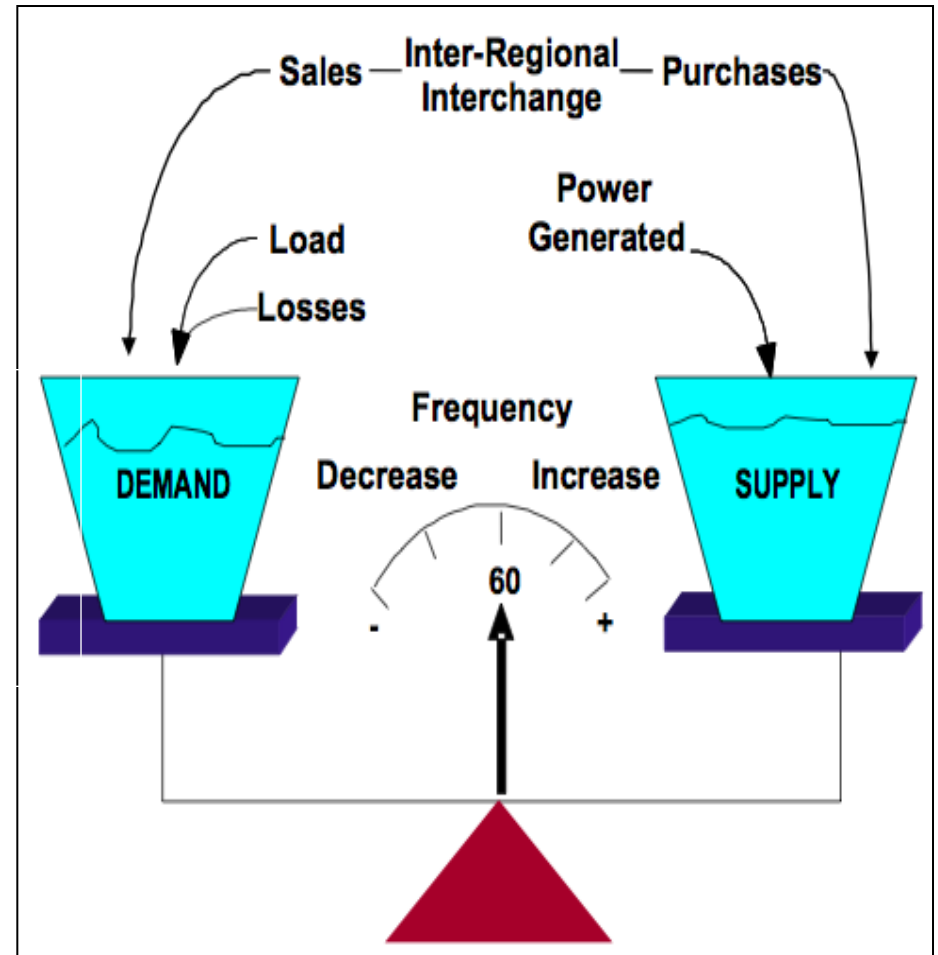 Sales
Inter-Regional
Interchange
Purchases
Power
Generated
Load
Losses
Frequency
Decrease
Increase
DEMAND
SUPPLY
60
-
+